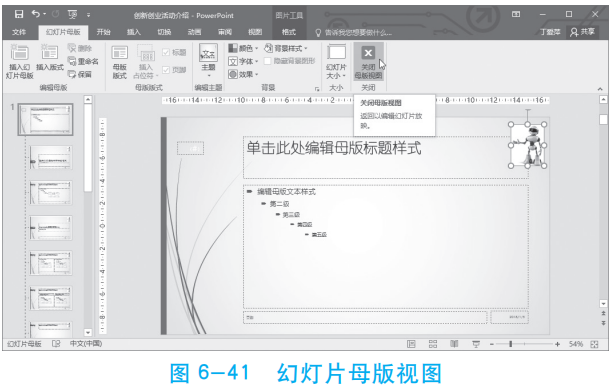 创新创业活动介绍 - PowerPoint
图片工具
文件 幻灯片母版 开始 插入 切换 动画 审阅 视图 格式 告诉我您想要做什么... 丁慧萍 共享
插入幻灯片母版
插入版式
删除
重命名
保留
编辑母版
母版版式
插入占位符
标题
页脚
母版版式
主题
编辑主题
颜色
字体
效果
背景样式
隐藏背景图形
背景
幻灯片大小
大小
关闭母版视图
关闭
关闭母版视图
返回以编辑幻灯片放映。
1
单击此处编辑母版标题样式
编辑母版文本样式
第二级
第三级
第四级
第五级
页脚
幻灯片母版 中文(中国) 54%
图 6-41 幻灯片母版视图